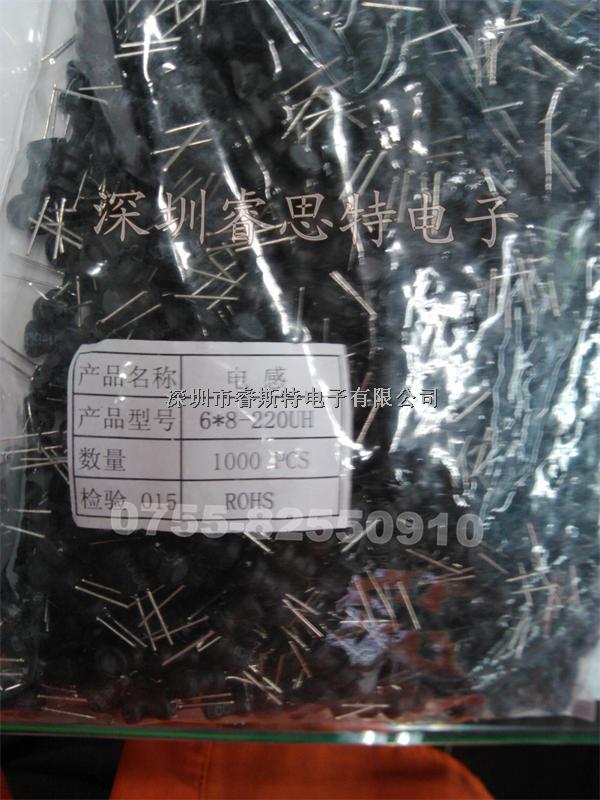 深圳睿思特电子
产品名称 电感
深圳市睿斯特电子有限公司
产品型号 6*8-220UH
数量 1000 PCS
检验 015 ROHS
0755-82550910